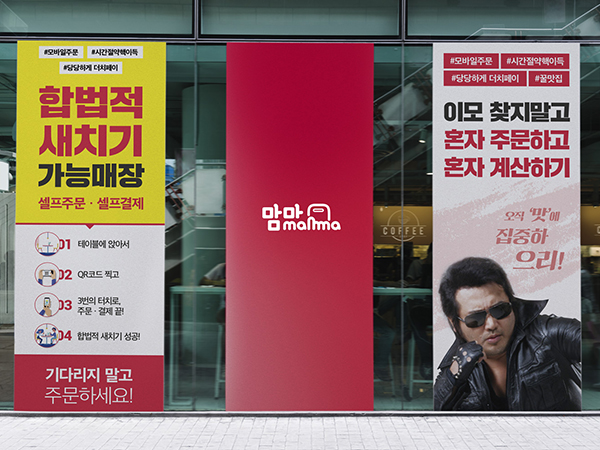 #모바일주문 #시간절약핵이득
#당당하게 더치페이
합법적
새치기
가능매장
셀프주문 · 셀프결제
01 테이블에 앉아서
02 QR코드 찍고
03 3번의 터치로,
주문 · 결제 끝!
04 합법적 새치기 성공!
기다리지 말고
주문하세요!
맘마
manma
COFFEE
#모바일주문 #시간절약핵이득
#당당하게 더치페이 #꿀맛집
이모 찾지말고
혼자 주문하고
혼자 계산하기
오직 '맛'에
집중하
으리!